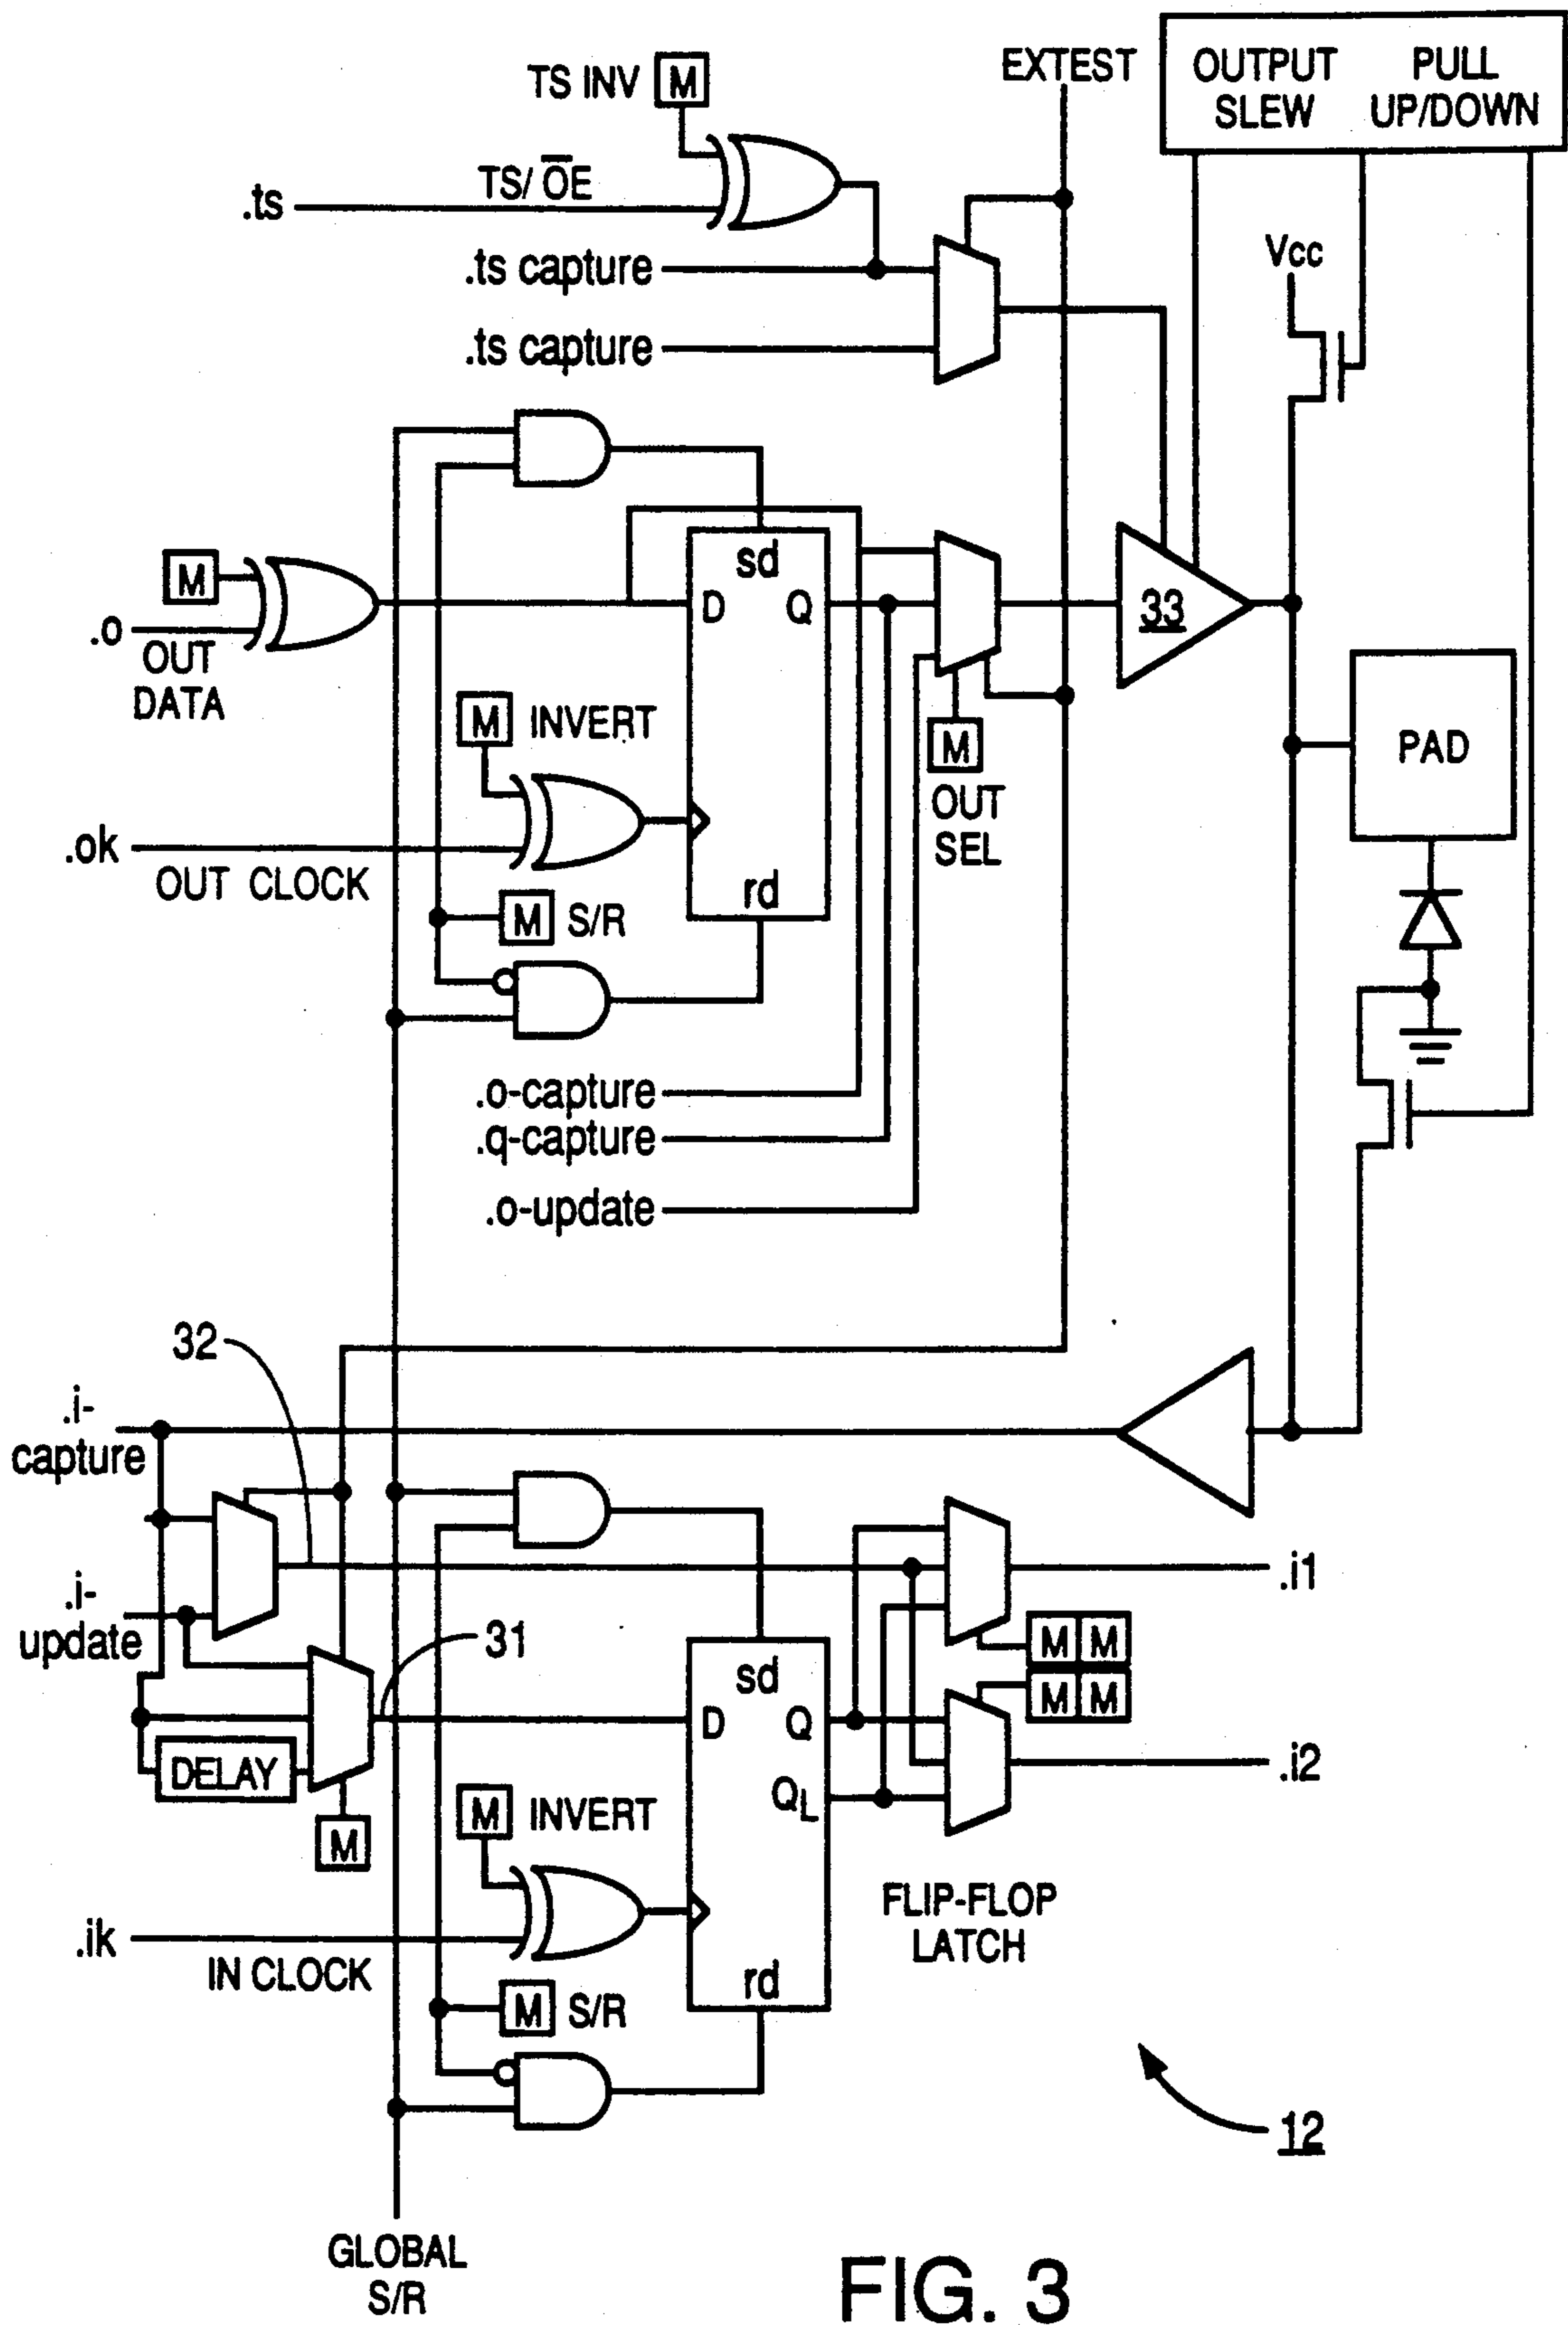 EXTEST
OUTPUT SLEW
PULL UP/DOWN
TS INV M
TS/O̅E
.ts
.ts capture
Vcc
.ts capture
sd
M
D Q
33
.o
OUT DATA
M INVERT
M
PAD
OUT SEL
.ok
OUT CLOCK
rd
M S/R
.o-capture
.q-capture
.o-update
32
.i-capture
.i-update
.i1
31
M M
M M
sd
D Q
DELAY
.i2
QL
M INVERT
M
FLIP-FLOP LATCH
.ik
IN CLOCK
rd
M S/R
12
GLOBAL S/R
FIG. 3